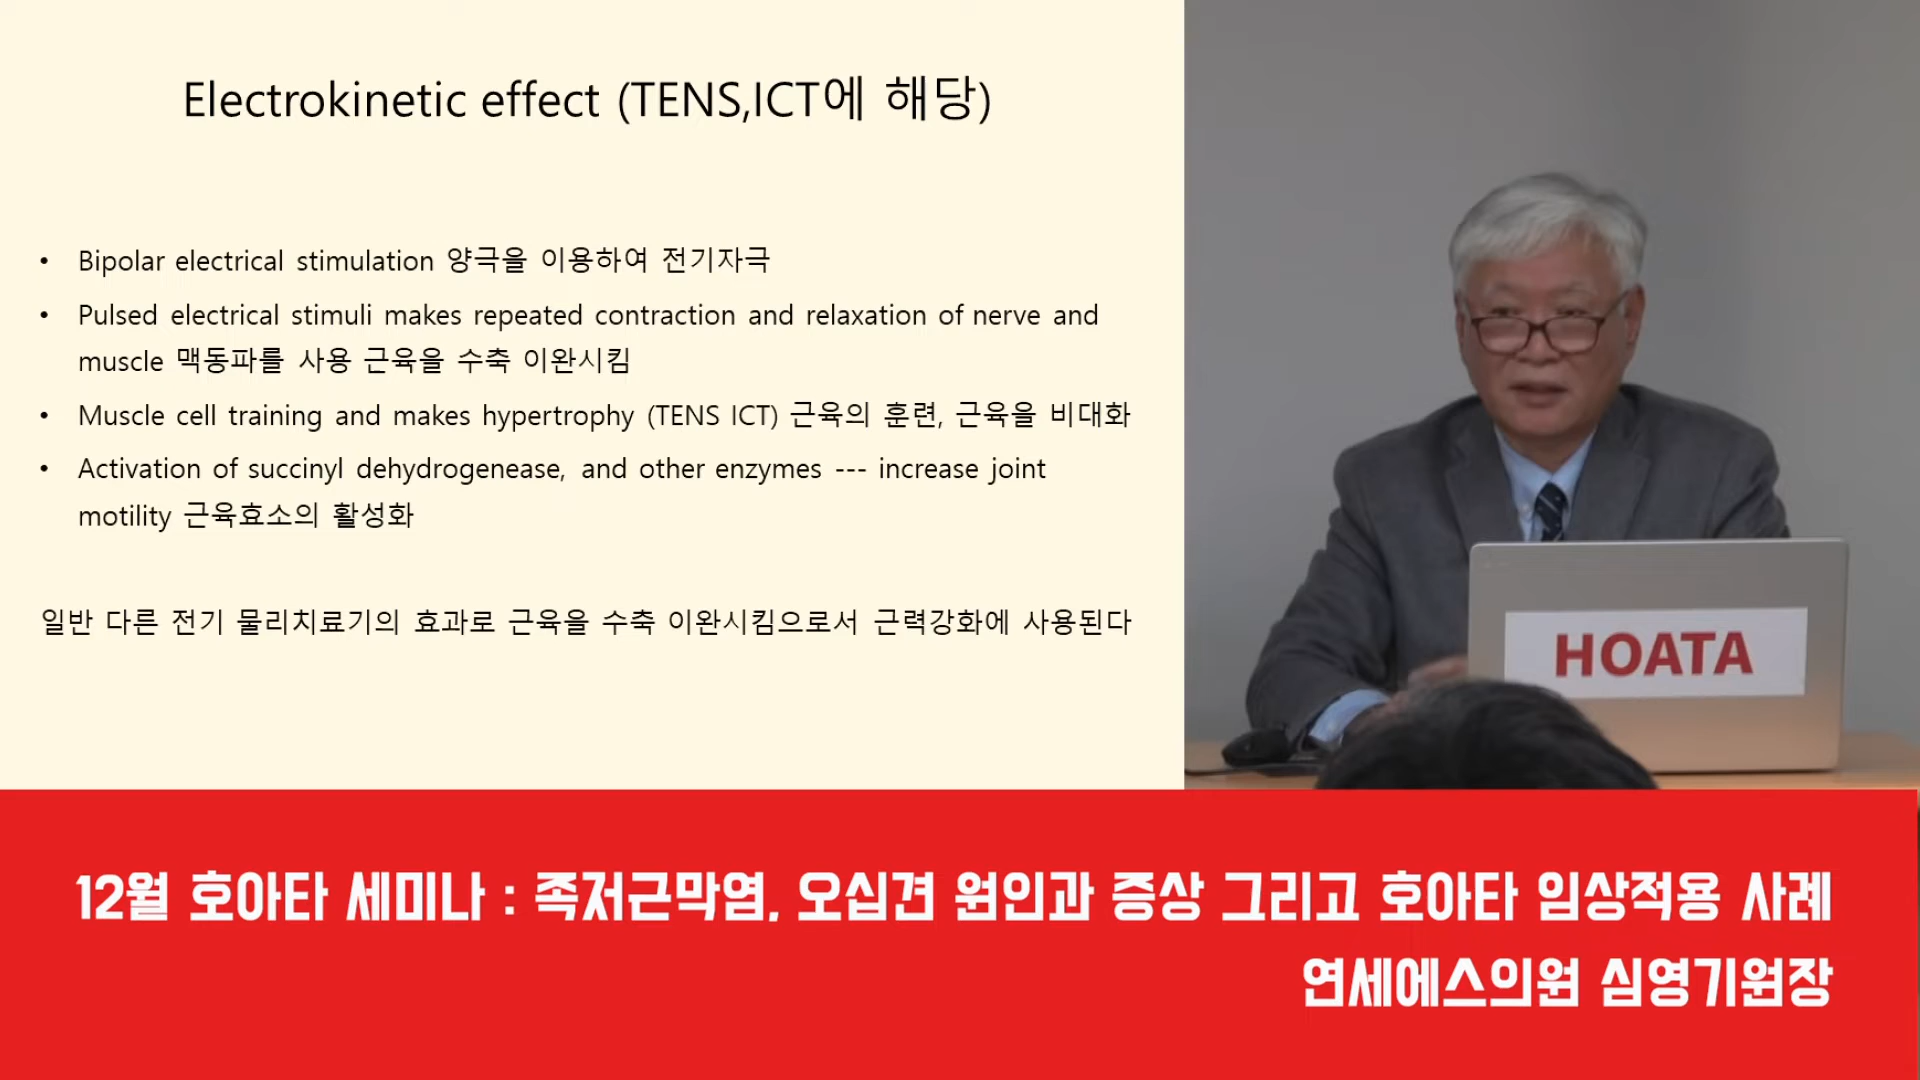 Electrokinetic effect (TENS,ICT에 해당)
• Bipolar electrical stimulation 양극을 이용하여 전기자극
• Pulsed electrical stimuli makes repeated contraction and relaxation of nerve and
muscle 맥동파를 사용 근육을 수축 이완시킴
• Muscle cell training and makes hypertrophy (TENS ICT) 근육의 훈련, 근육을 비대화
• Activation of succinyl dehydrogenease, and other enzymes --- increase joint
motility 근육효소의 활성화
일반 다른 전기 물리치료기의 효과로 근육을 수축 이완시킴으로서 근력강화에 사용된다
HOATA
12월 호아타 세미나 : 족저근막염, 오십견 원인과 증상 그리고 호아타 임상적용 사례
연세에스의원 심영기원장